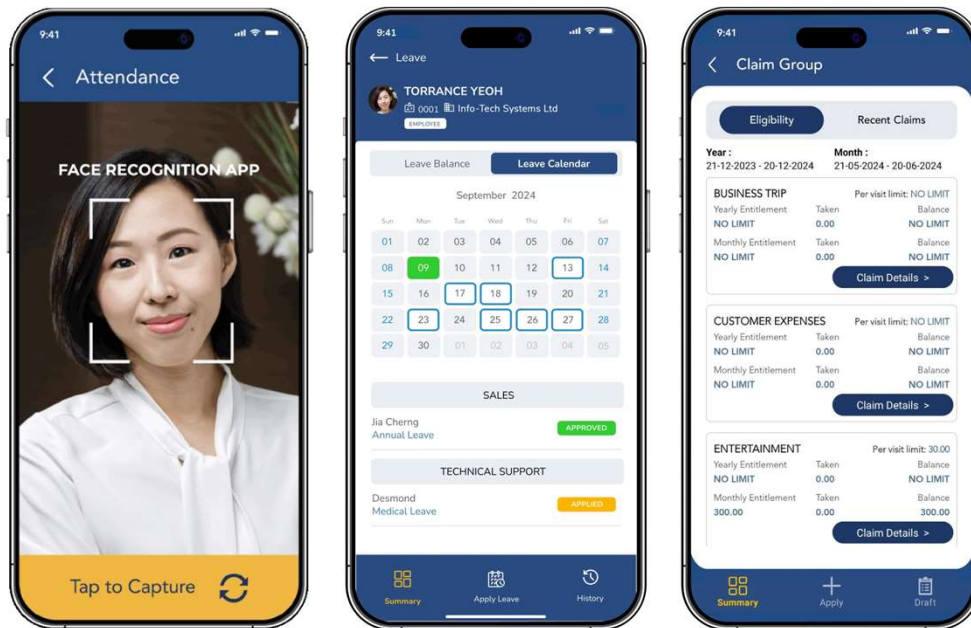 9:41
Attendance
FACE RECOGNITION APP
Tap to Capture
9:41
Leave
TORRANCE YEOH
0001 Info-Tech Systems Ltd
EMPLOYEE
Leave Balance Leave Calendar
September 2024
Sun Mon Tue Wed Thu Fri Sat
01 02 03 04 05 06 07
08 09 10 11 12 13 14
15 16 17 18 19 20 21
22 23 24 25 26 27 28
29 30 01 02 03 04 05
SALES
Jia Cherng
Annual Leave
APPROVED
TECHNICAL SUPPORT
Desmond
Medical Leave
APPLIED
Summary Apply Leave History
9:41
Claim Group
Eligibility Recent Claims
Year : Month :
21-12-2023 - 20-12-2024 21-05-2024 - 20-06-2024
BUSINESS TRIP Per visit limit: NO LIMIT
Yearly Entitlement Taken Balance
NO LIMIT 0.00 NO LIMIT
Monthly Entitlement Taken Balance
NO LIMIT 0.00 NO LIMIT
Claim Details >
CUSTOMER EXPENSES Per visit limit: NO LIMIT
Yearly Entitlement Taken Balance
NO LIMIT 0.00 NO LIMIT
Monthly Entitlement Taken Balance
NO LIMIT 0.00 NO LIMIT
Claim Details >
ENTERTAINMENT Per visit limit: 30.00
Yearly Entitlement Taken Balance
NO LIMIT 0.00 NO LIMIT
Monthly Entitlement Taken Balance
300.00 0.00 300.00
Claim Details >
Summary Apply Draft